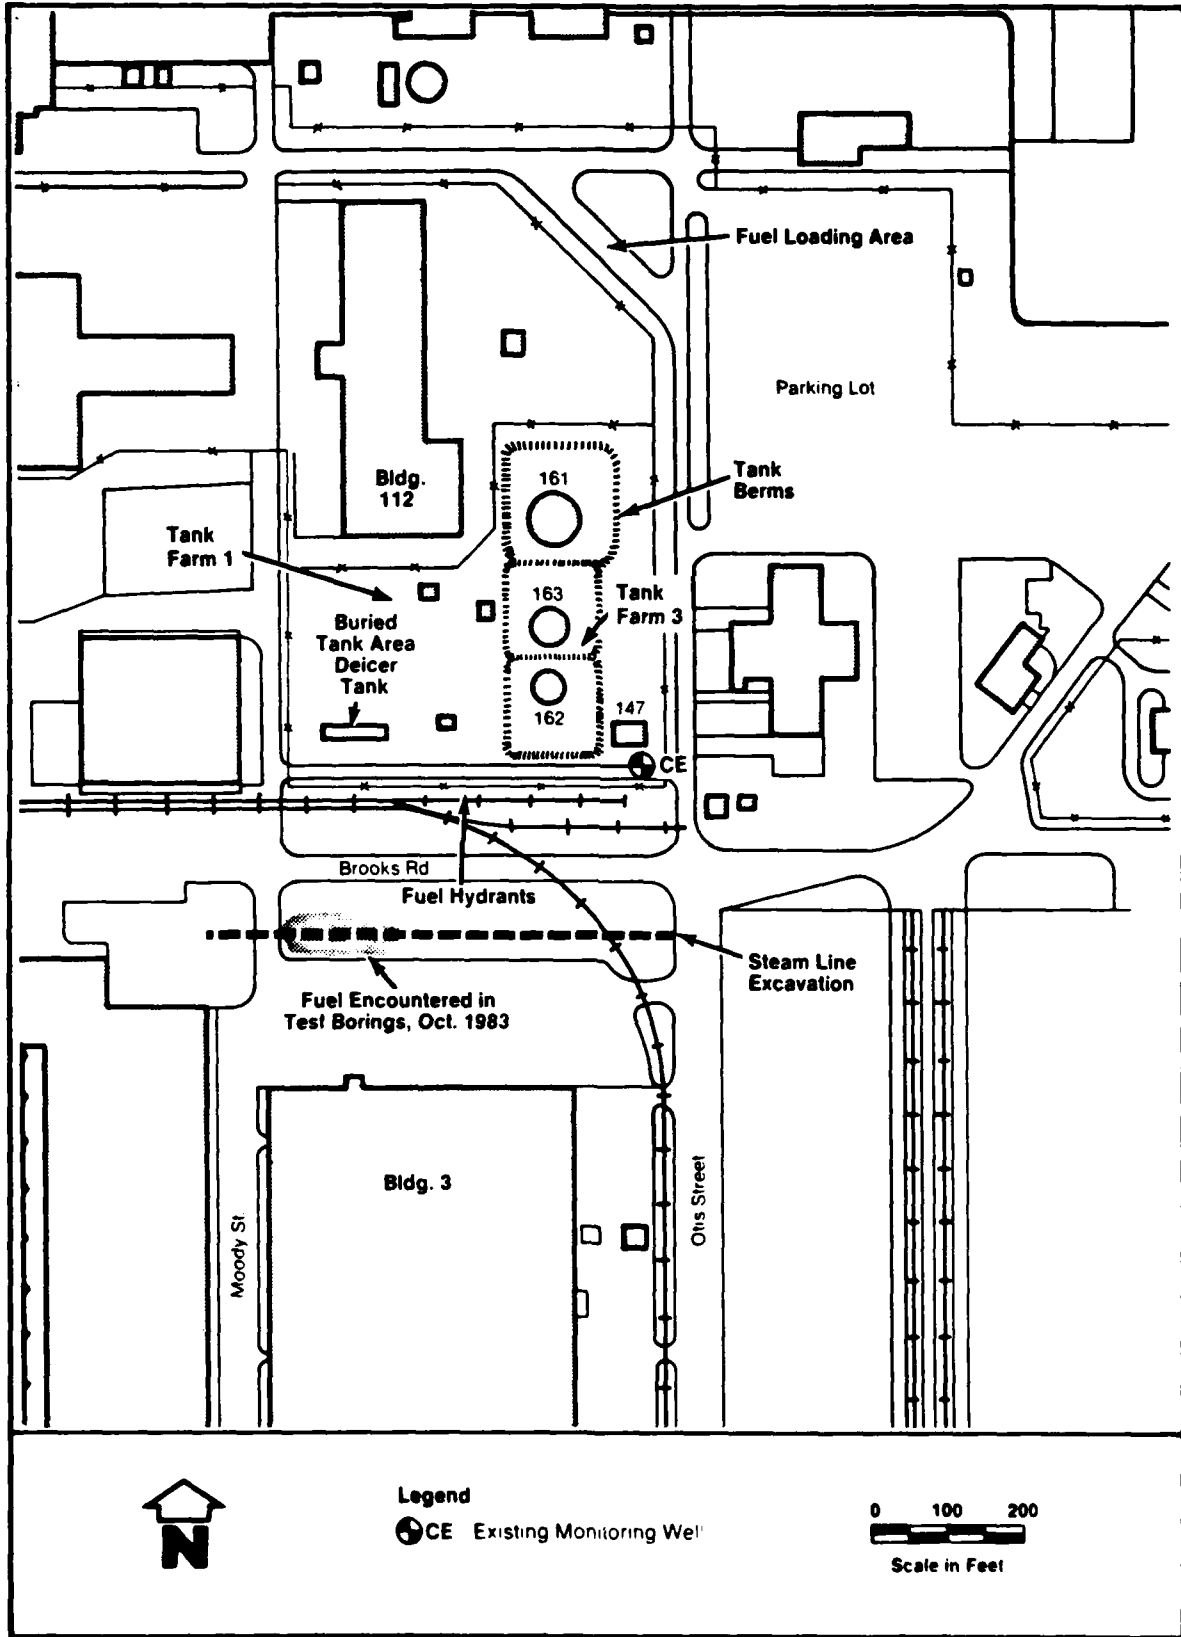 Fuel Loading Area
Parking Lot
Bldg.
112
161
Tank
Berms
Tank
Farm 1
163
Tank
Farm 3
Buried
Tank Area
Deicer
Tank
162
147
CE
Brooks Rd
Fuel Hydrants
Steam Line
Excavation
Fuel Encountered in
Test Borings, Oct. 1983
Bldg. 3
Moody St.
Otis Street
N
Legend
CE Existing Monitoring Well
0 100 200
Scale in Feet